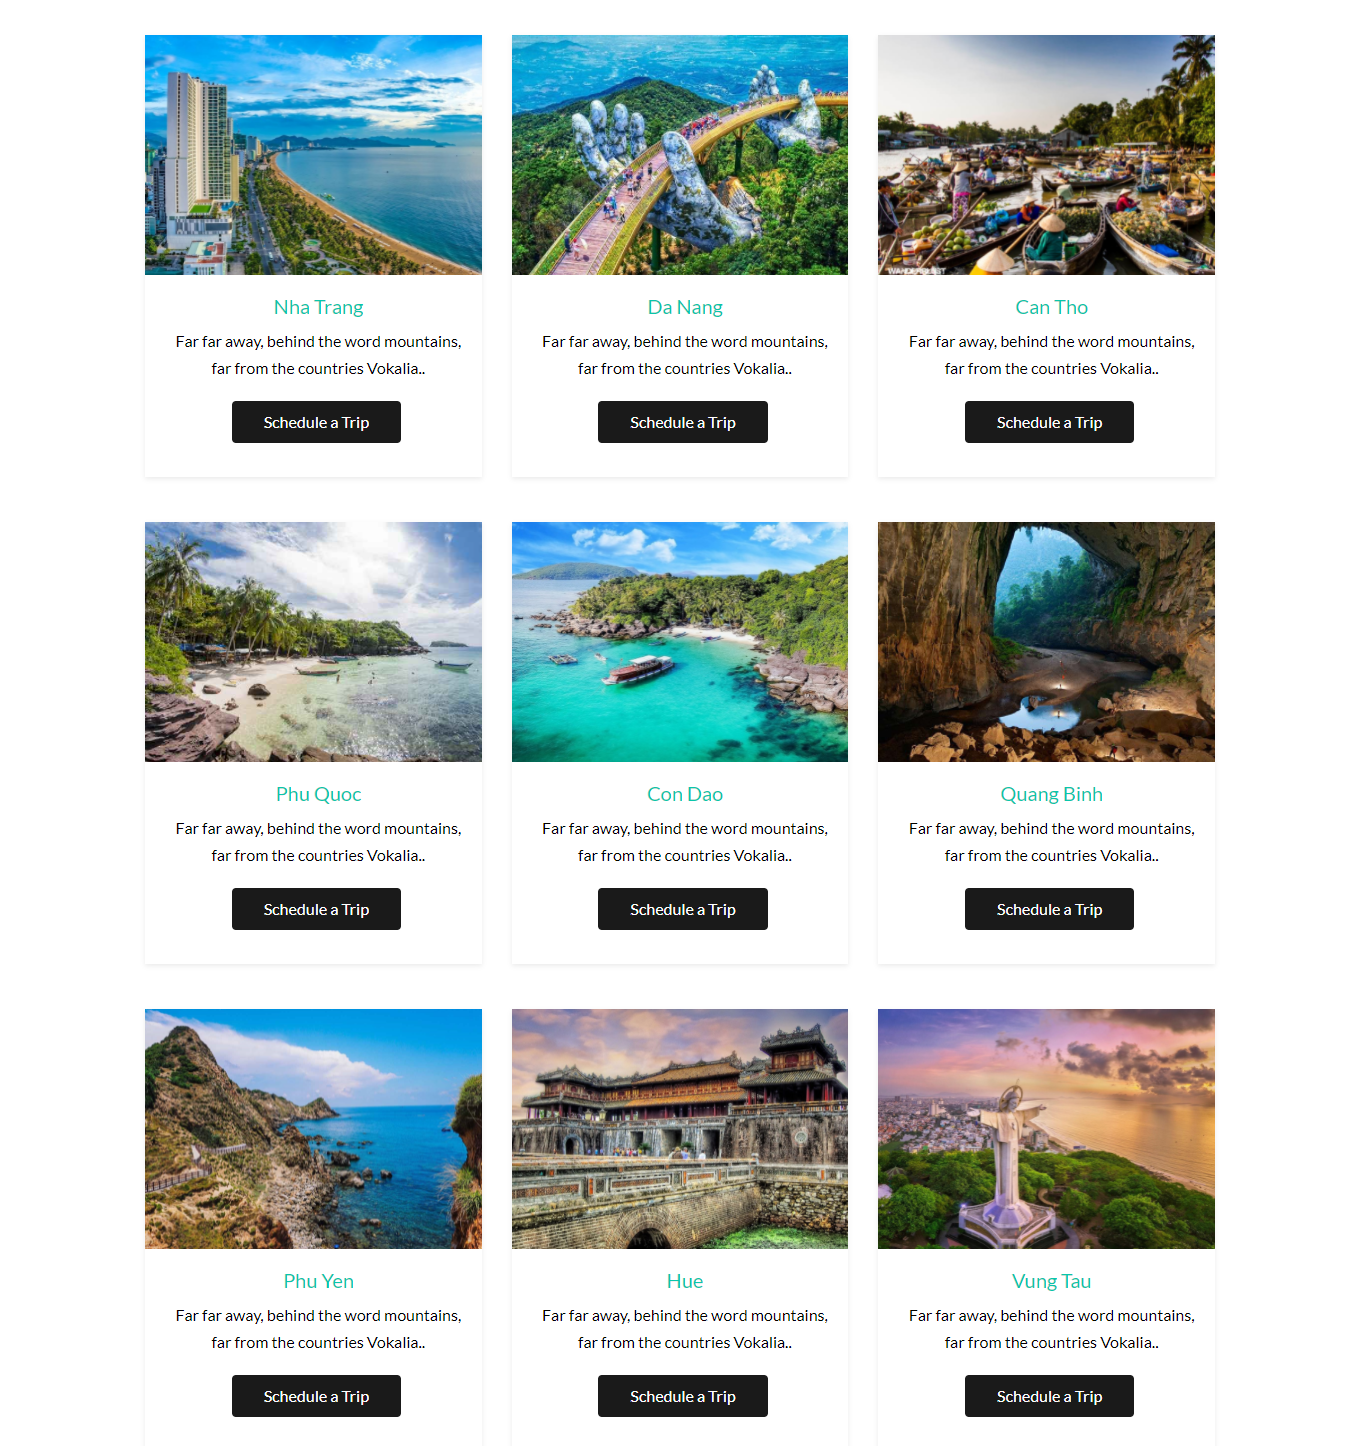 WANDERLUST
Nha Trang
Far far away, behind the word mountains,
far from the countries Vokalia..
Schedule a Trip
Da Nang
Far far away, behind the word mountains,
far from the countries Vokalia..
Schedule a Trip
Can Tho
Far far away, behind the word mountains,
far from the countries Vokalia..
Schedule a Trip
Phu Quoc
Far far away, behind the word mountains,
far from the countries Vokalia..
Schedule a Trip
Con Dao
Far far away, behind the word mountains,
far from the countries Vokalia..
Schedule a Trip
Quang Binh
Far far away, behind the word mountains,
far from the countries Vokalia..
Schedule a Trip
Phu Yen
Far far away, behind the word mountains,
far from the countries Vokalia..
Schedule a Trip
Hue
Far far away, behind the word mountains,
far from the countries Vokalia..
Schedule a Trip
Vung Tau
Far far away, behind the word mountains,
far from the countries Vokalia..
Schedule a Trip